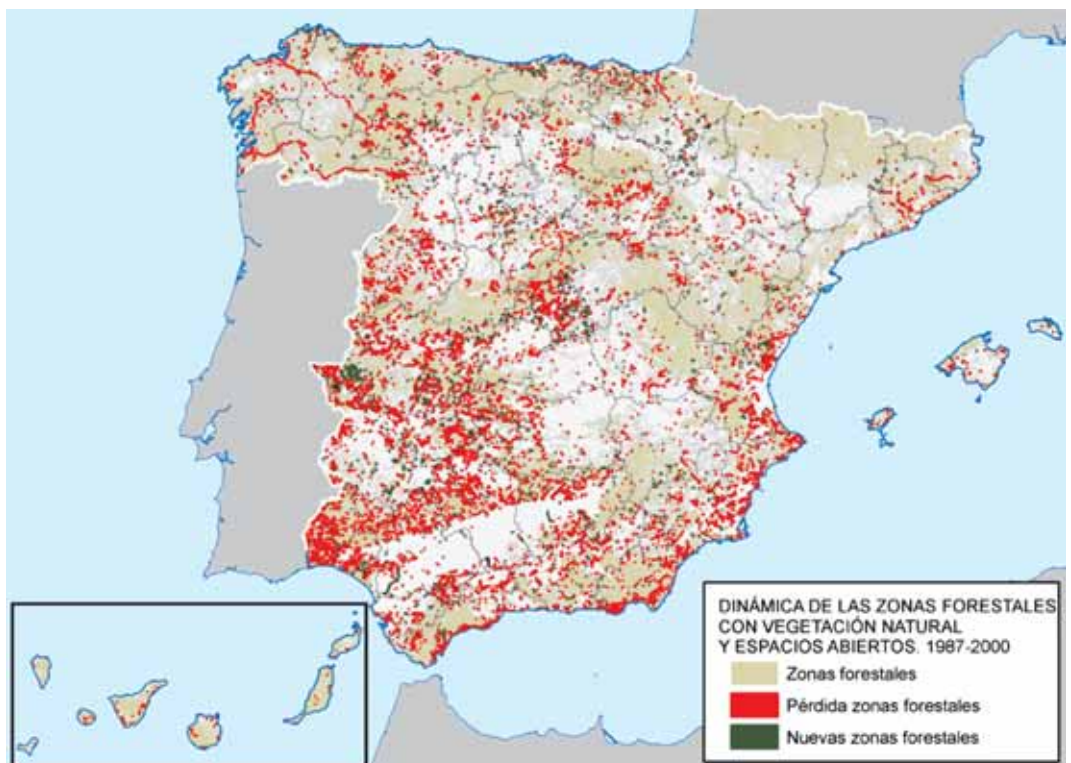 DINÁMICA DE LAS ZONAS FORESTALES
CON VEGETACIÓN NATURAL
Y ESPACIOS ABIERTOS. 1987-2000
Zonas forestales
Pérdida zonas forestales
Nuevas zonas forestales